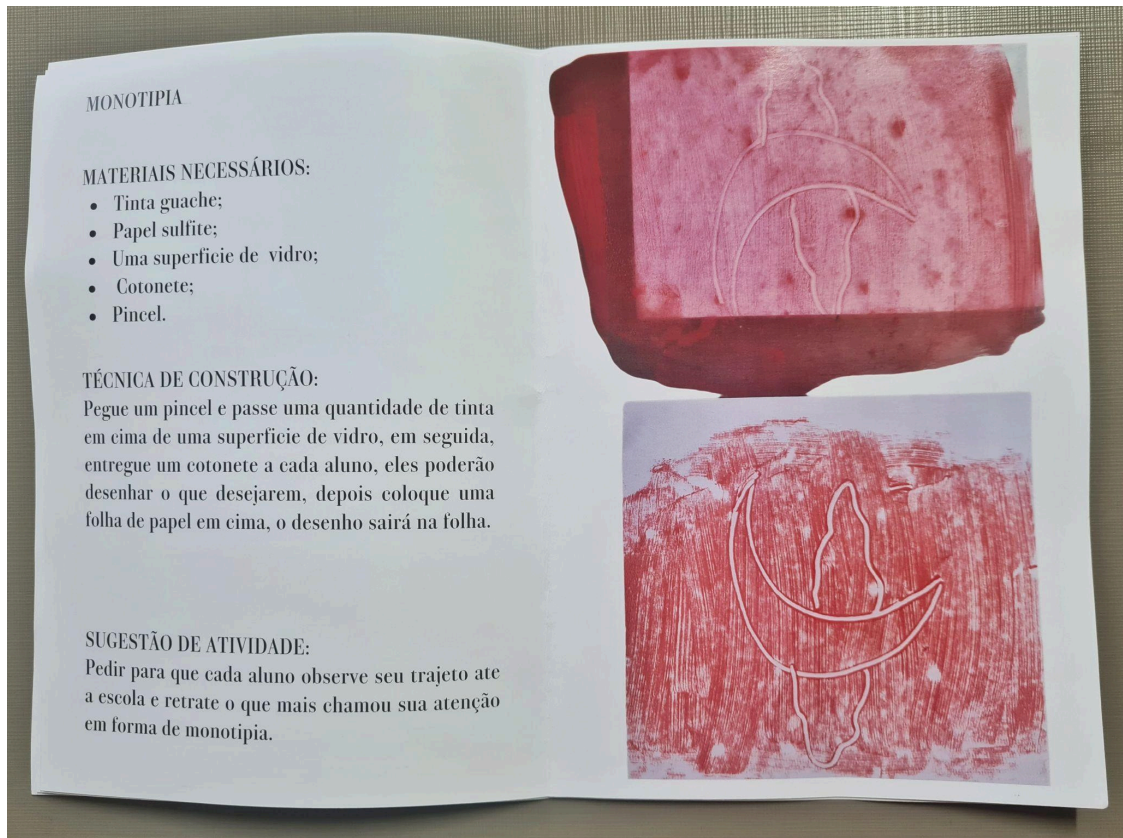 MONOTIPIA
MATERIAIS NECESSÁRIOS:
• Tinta guache;
• Papel sulfite;
• Uma superficie de vidro;
• Cotonete;
• Pincel.
TÉCNICA DE CONSTRUÇÃO:
Pegue um pincel e passe uma quantidade de tinta
em cima de uma superficie de vidro, em seguida,
entregue um cotonete a cada aluno, eles poderão
desenhar o que desejarem, depois coloque uma
folha de papel em cima, o desenho sairá na folha.
SUGESTÃO DE ATIVIDADE:
Pedir para que cada aluno observe seu trajeto ate
a escola e retrate o que mais chamou sua atenção
em forma de monotipia.